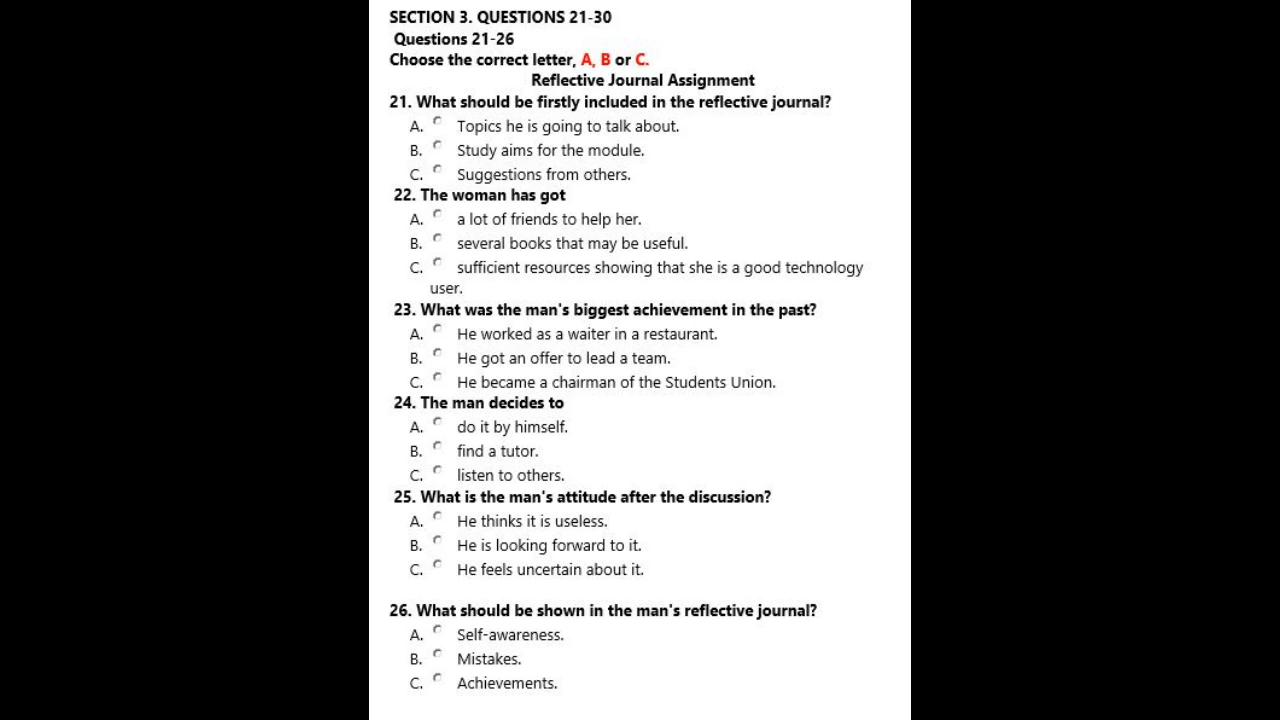 SECTION 3. QUESTIONS 21-30
Questions 21-26
Choose the correct letter, A, B or C.
Reflective Journal Assignment
21. What should be firstly included in the reflective journal?
A. Topics he is going to talk about.
B. Study aims for the module.
C. Suggestions from others.
22. The woman has got
A. a lot of friends to help her.
B. several books that may be useful.
C. sufficient resources showing that she is a good technology
user.
23. What was the man's biggest achievement in the past?
A. He worked as a waiter in a restaurant.
B. He got an offer to lead a team.
C. He became a chairman of the Students Union.
24. The man decides to
A. do it by himself.
B. find a tutor.
C. listen to others.
25. What is the man's attitude after the discussion?
A. He thinks it is useless.
B. He is looking forward to it.
C. He feels uncertain about it.
26. What should be shown in the man's reflective journal?
A. Self-awareness.
B. Mistakes.
C. Achievements.